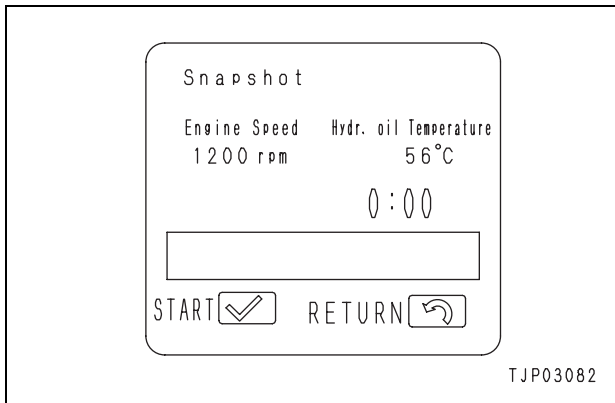 Snapshot
Engine Speed Hydr. oil Temperature
1200 rpm 56°C
0:00
START RETURN
TJP03082